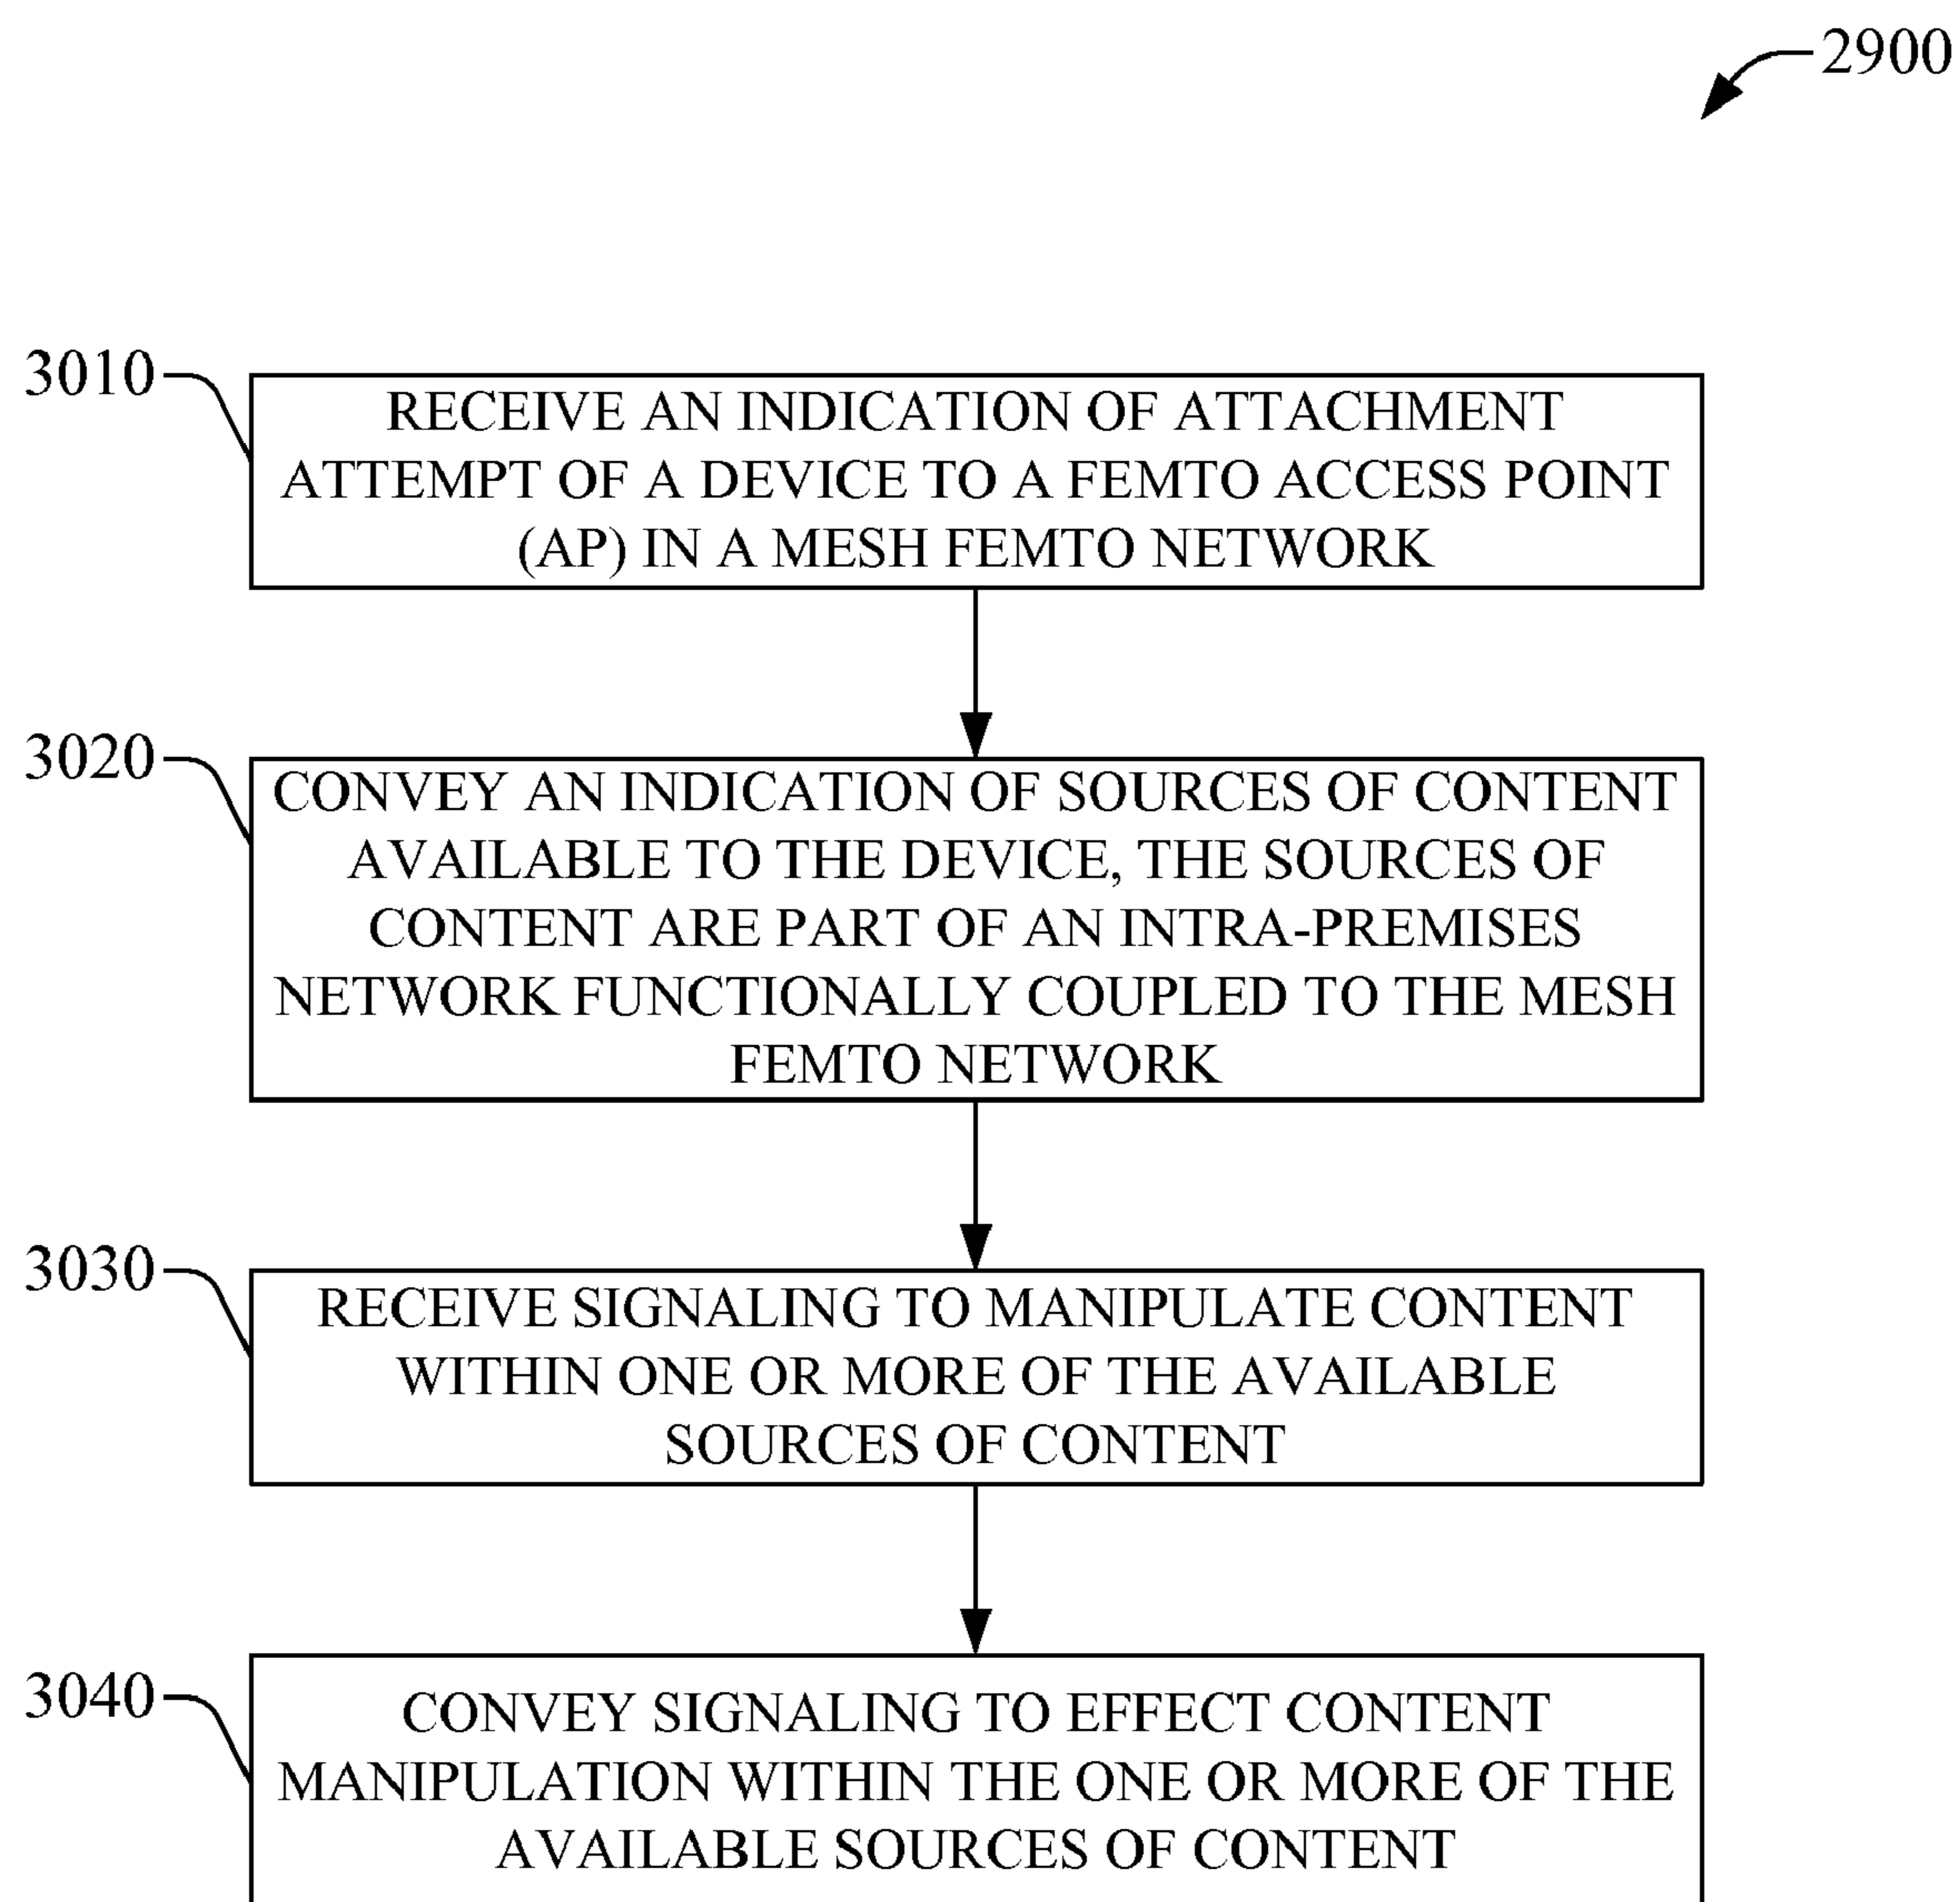 2900
3010
RECEIVE AN INDICATION OF ATTACHMENT
ATTEMPT OF A DEVICE TO A FEMTO ACCESS POINT
(AP) IN A MESH FEMTO NETWORK
3020
CONVEY AN INDICATION OF SOURCES OF CONTENT
AVAILABLE TO THE DEVICE, THE SOURCES OF
CONTENT ARE PART OF AN INTRA-PREMISES
NETWORK FUNCTIONALLY COUPLED TO THE MESH
FEMTO NETWORK
3030
RECEIVE SIGNALING TO MANIPULATE CONTENT
WITHIN ONE OR MORE OF THE AVAILABLE
SOURCES OF CONTENT
3040
CONVEY SIGNALING TO EFFECT CONTENT
MANIPULATION WITHIN THE ONE OR MORE OF THE
AVAILABLE SOURCES OF CONTENT